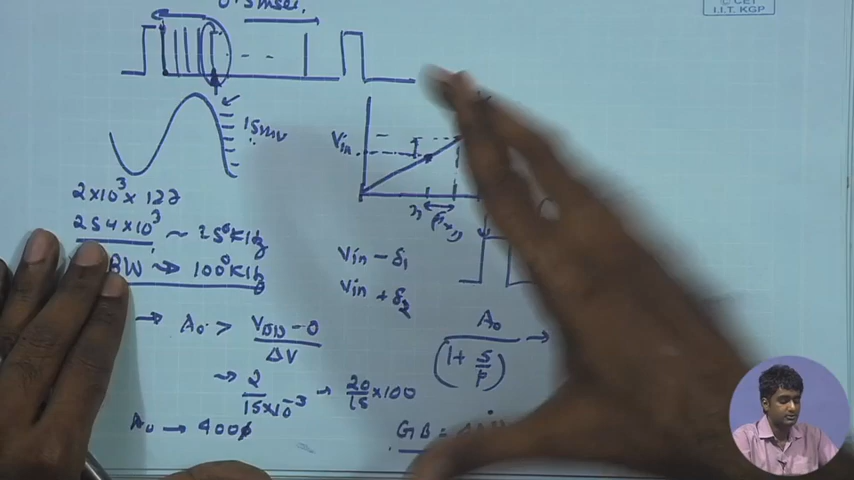 0.5msec.
© CET
I.I.T. KGP
15mv
Vin
2×10³×127
254×10³ ~ 250KHz
BW → 100KHz
Vin - δ₁
Vin + δ₂
→ A₀ > VDD - 0 / ΔV
→ 2 / 15×10⁻³ → 20/15 × 100
A₀ → 400
A₀ / (1 + s/p) →
GB =